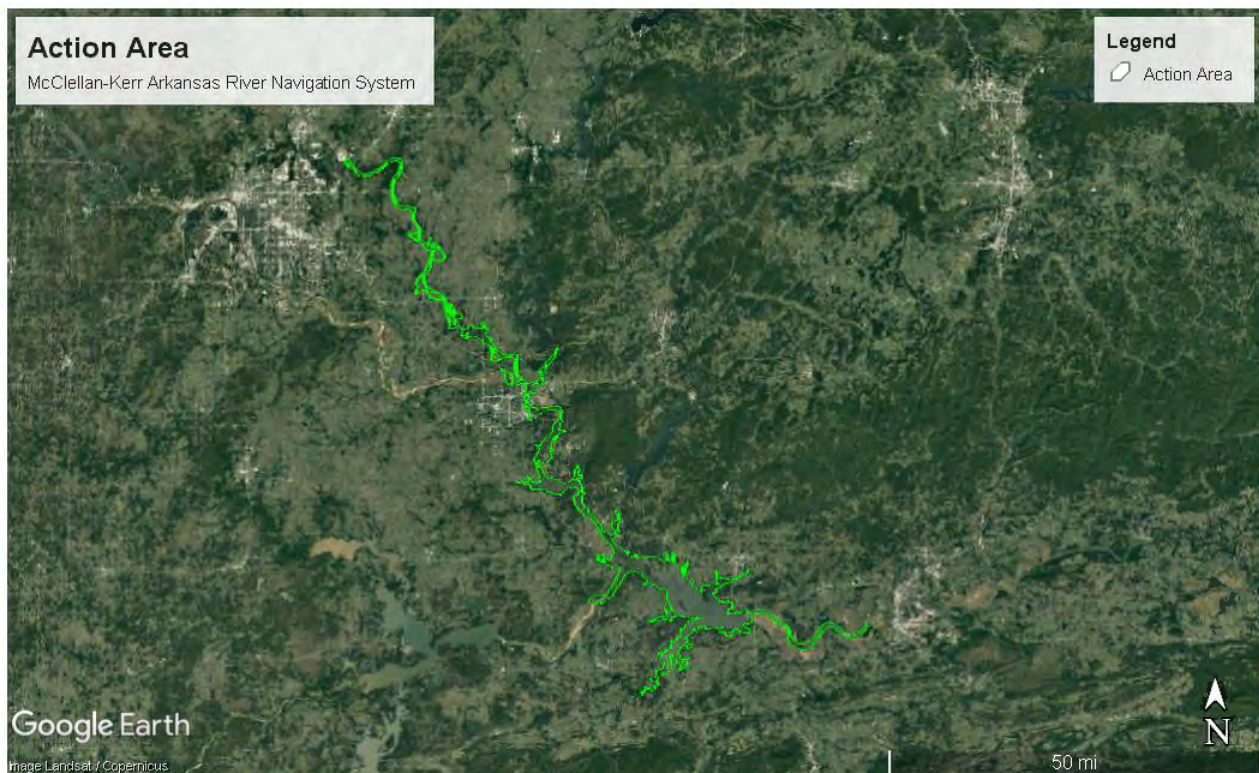 Action Area
McClellan-Kerr Arkansas River Navigation System
Legend
Action Area
Google Earth
Image Landsat / Copernicus
N
50 mi